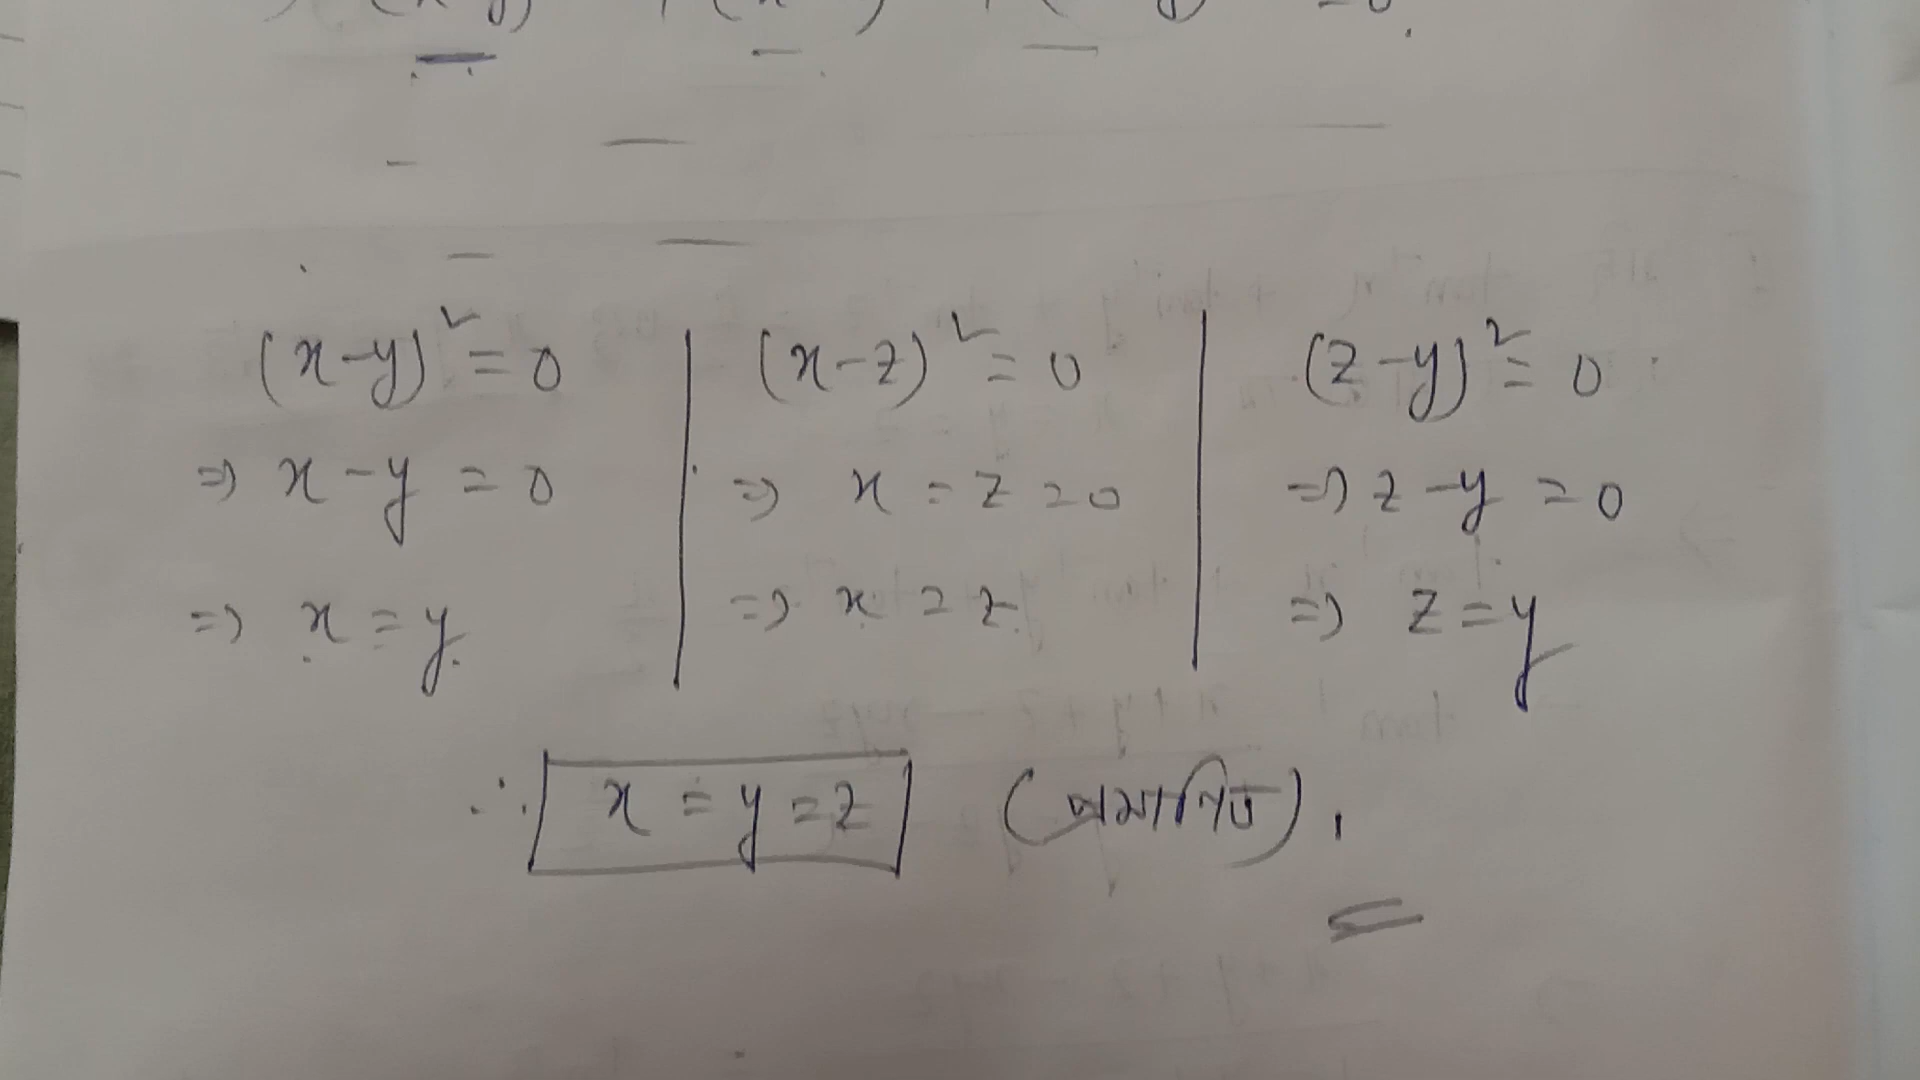 (x-y)² = 0 | (x-z)² = 0 | (z-y)² = 0
⇒ x-y = 0 | ⇒ x = z = 0 | ⇒ z-y = 0
⇒ x = y. | ⇒ x = z. | ⇒ z = y
∴ x = y = z (প্রমাণিত).